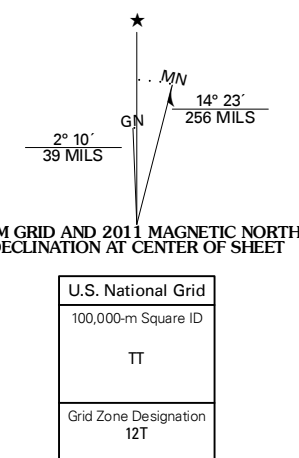 ★
MN
GN
14° 23´
256 MILS
2° 10´
39 MILS
M GRID AND 2011 MAGNETIC NORTH
DECLINATION AT CENTER OF SHEET
U.S. National Grid
100,000-m Square ID
TT
Grid Zone Designation
12T